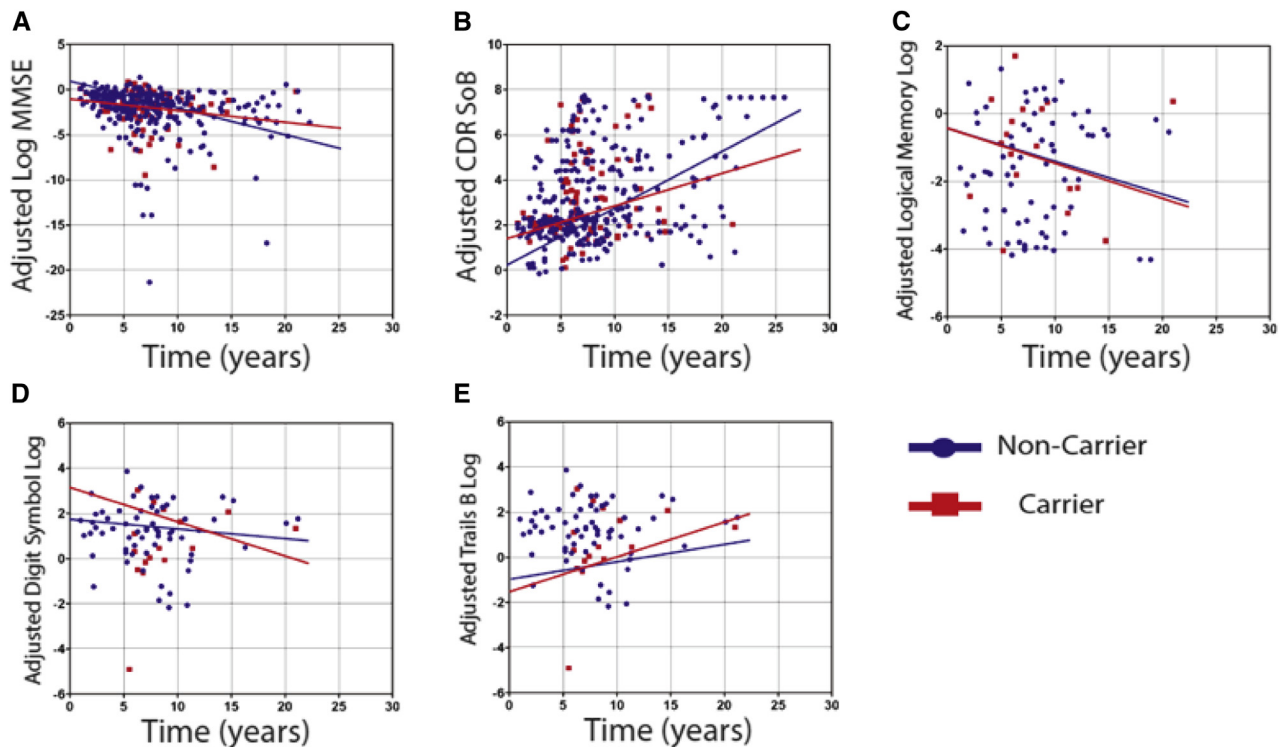 A
Adjusted Log MMSE
5
0
-5
-10
-15
-20
-25
0 5 10 15 20 25 30
Time (years)
B
Adjusted CDR SoB
10
8
6
4
2
0
-2
0 5 10 15 20 25 30
Time (years)
C
Adjusted Logical Memory Log
2
0
-2
-4
-6
0 5 10 15 20 25 30
Time (years)
D
Adjusted Digit Symbol Log
6
4
2
0
-2
-4
-6
0 5 10 15 20 25 30
Time (years)
E
Adjusted Trails B Log
6
4
2
0
-2
-4
-6
0 5 10 15 20 25 30
Time (years)
Non-Carrier
Carrier